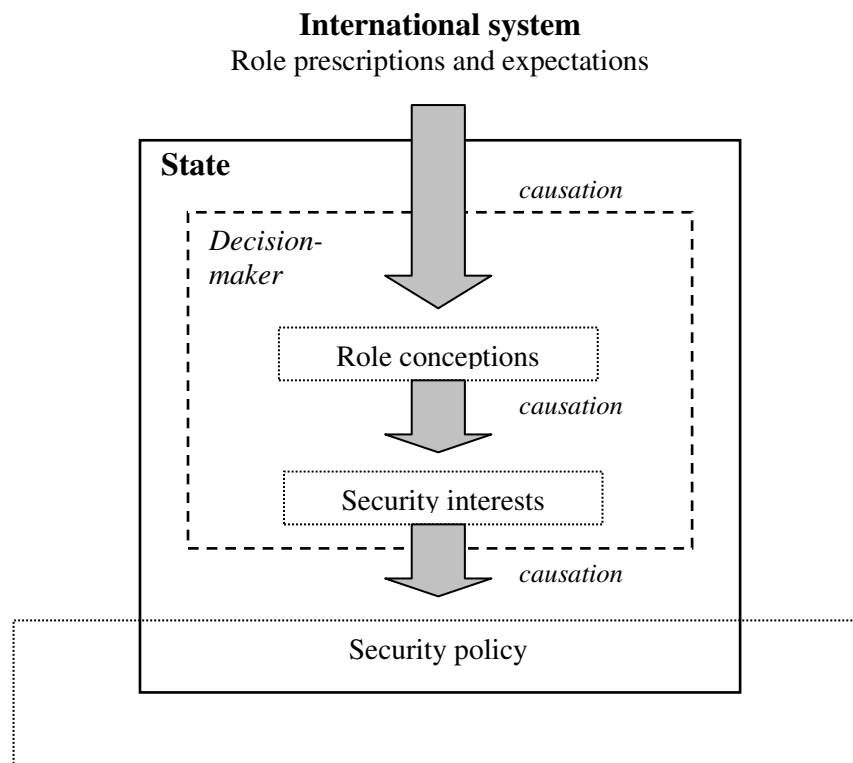 International system
Role prescriptions and expectations
State
causation
Decision-
maker
Role conceptions
causation
Security interests
causation
Security policy